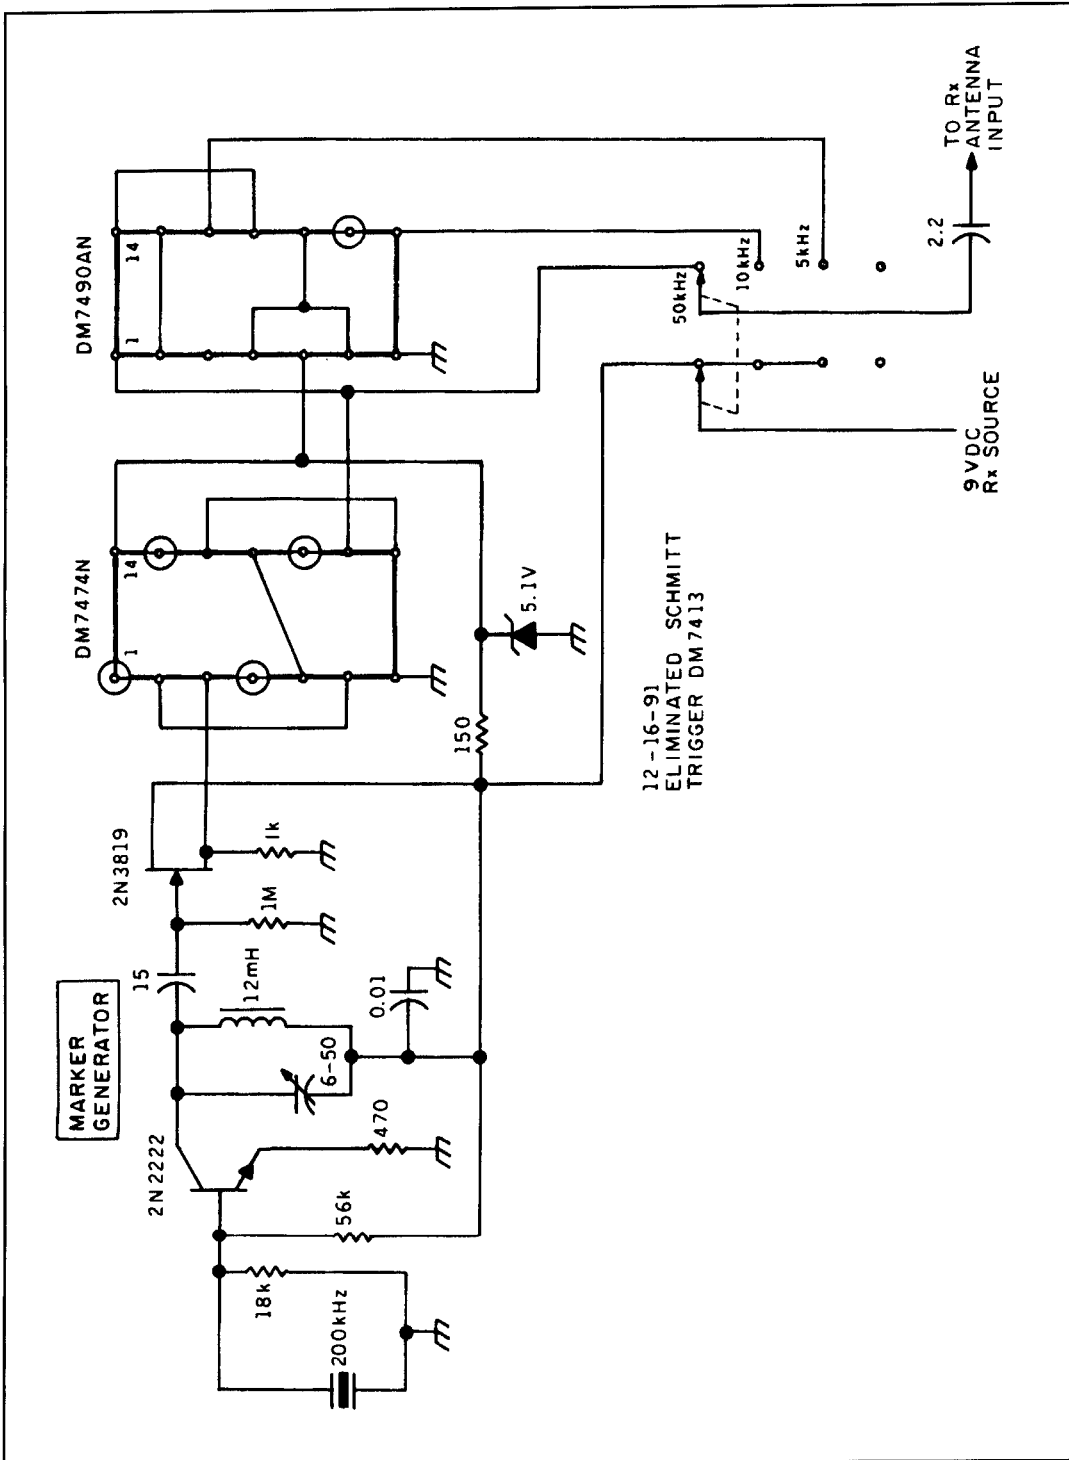 MARKER
GENERATOR
200kHz
18k
56k
2N2222
470
6-50
12mH
0.01
15
1M
2N3819
1k
150
5.1V
DM7474N
1
14
DM7490AN
1
14
50kHz
10kHz
5kHz
2.2
TO Rx
ANTENNA
INPUT
9VDC
Rx SOURCE
12-16-91
ELIMINATED SCHMITT
TRIGGER DM7413